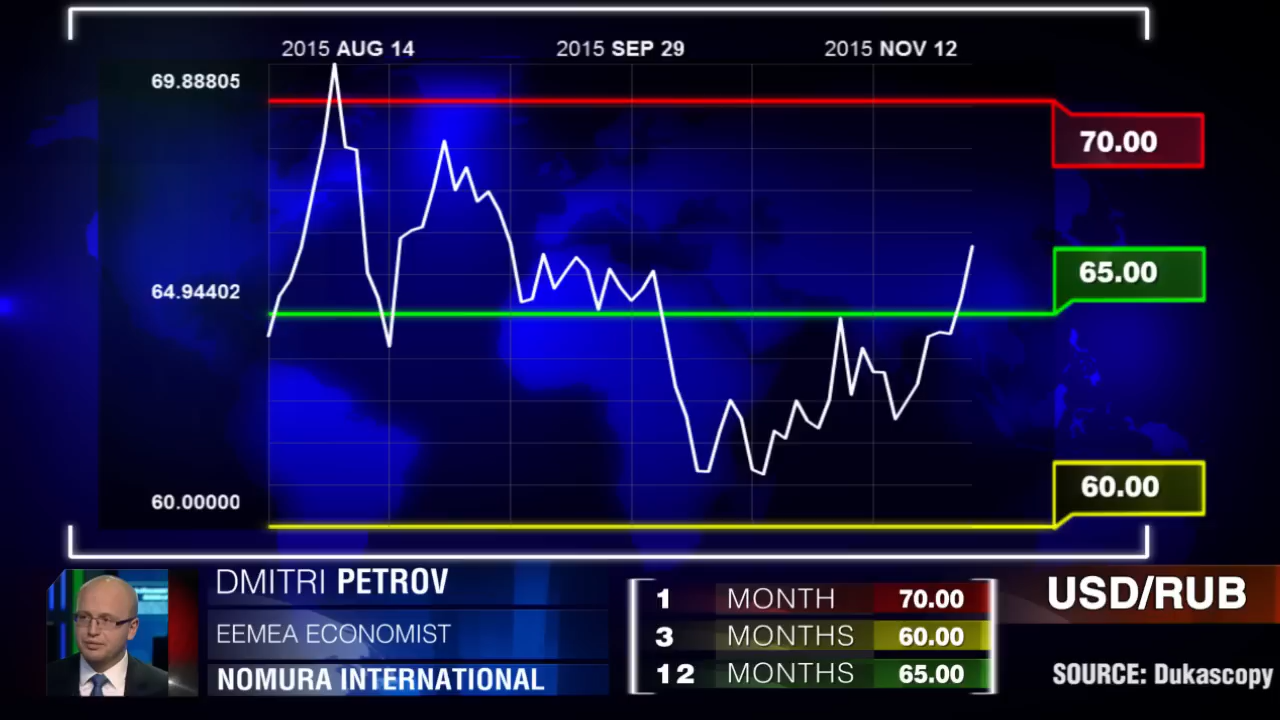 2015 AUG 14 2015 SEP 29 2015 NOV 12
69.88805
70.00
65.00
64.94402
60.00
60.00000
DMITRI PETROV
EEMEA ECONOMIST
NOMURA INTERNATIONAL
1 MONTH 70.00
3 MONTHS 60.00
12 MONTHS 65.00
USD/RUB
SOURCE: Dukascopy